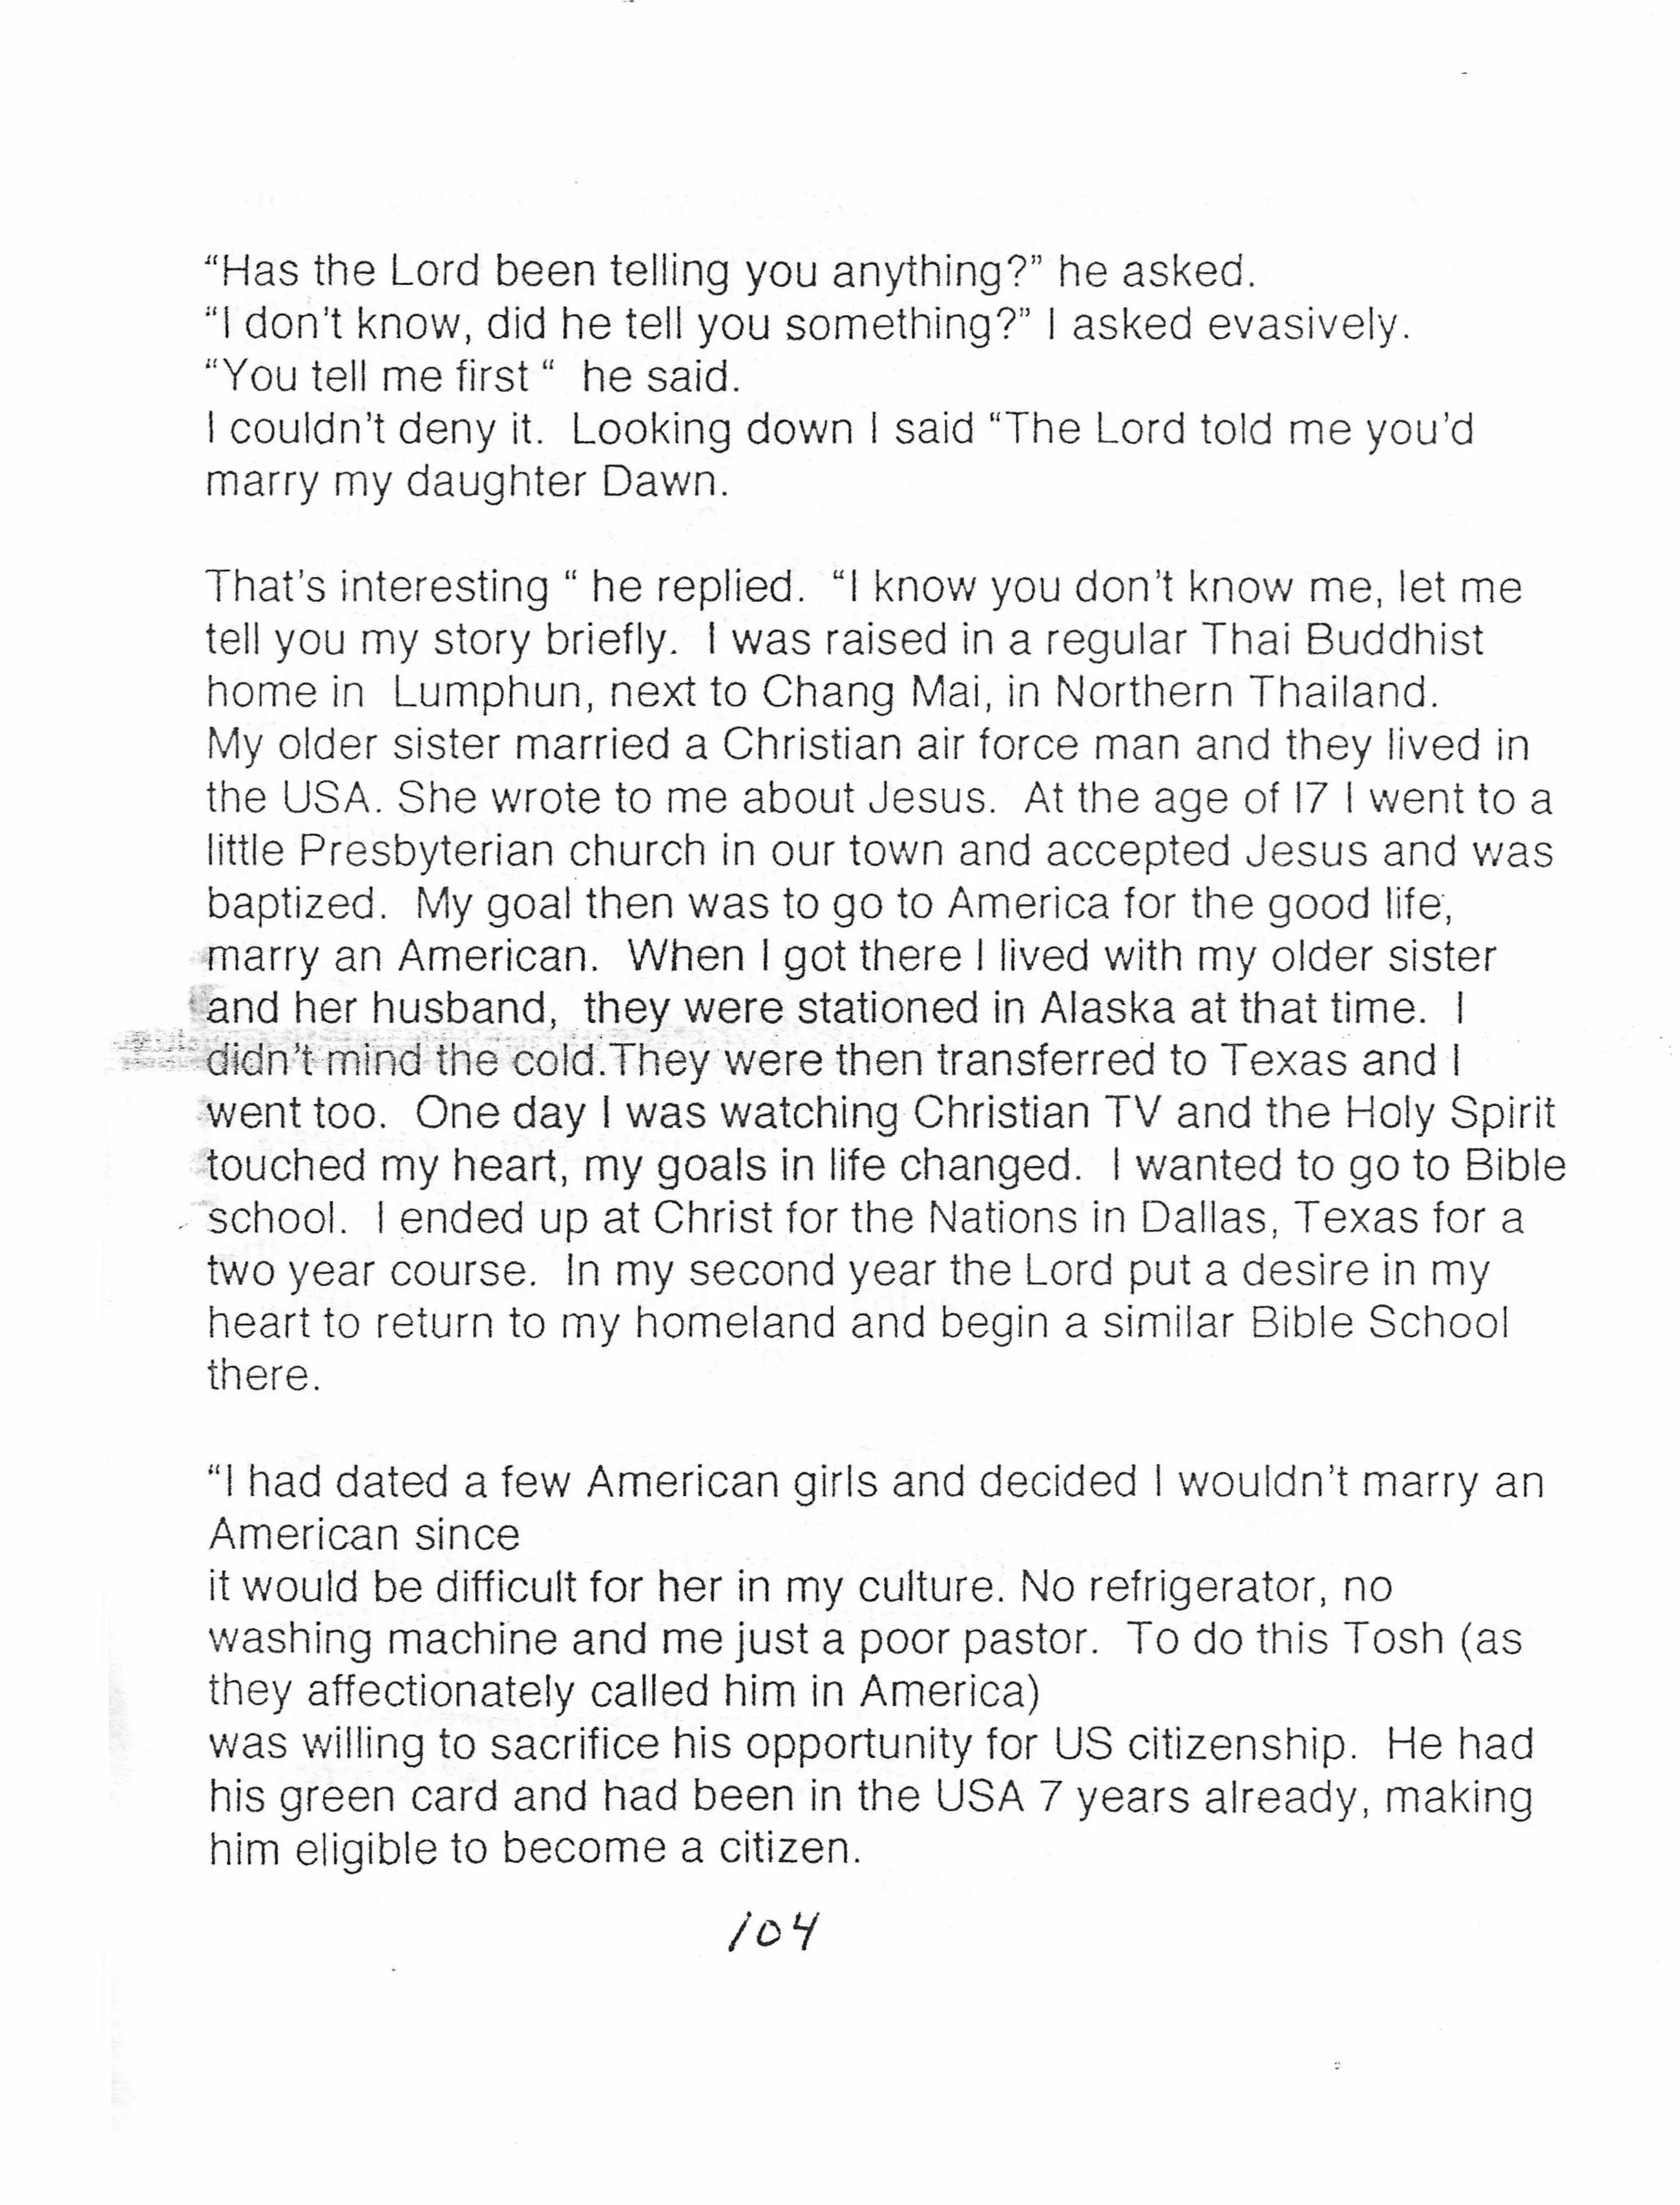 “Has the Lord been telling you anything?” he asked.
“I don't know, did he tell you something?” I asked evasively.
“You tell me first “  he said.
I couldn't deny it.  Looking down I said “The Lord told me you'd
marry my daughter Dawn.

That's interesting “ he replied.  “I know you don't know me, let me
tell you my story briefly.  I was raised in a regular Thai Buddhist
home in  Lumphun, next to Chang Mai, in Northern Thailand.
My older sister married a Christian air force man and they lived in
the USA. She wrote to me about Jesus.  At the age of 17 I went to a
little Presbyterian church in our town and accepted Jesus and was
baptized.  My goal then was to go to America for the good life,
marry an American.  When I got there I lived with my older sister
and her husband,  they were stationed in Alaska at that time.  I
didn't mind the cold.They were then transferred to Texas and I
went too.  One day I was watching Christian TV and the Holy Spirit
touched my heart, my goals in life changed.  I wanted to go to Bible
school.  I ended up at Christ for the Nations in Dallas, Texas for a
two year course.  In my second year the Lord put a desire in my
heart to return to my homeland and begin a similar Bible School
there.

“I had dated a few American girls and decided I wouldn't marry an
American since
it would be difficult for her in my culture. No refrigerator, no
washing machine and me just a poor pastor.  To do this Tosh (as
they affectionately called him in America)
was willing to sacrifice his opportunity for US citizenship.  He had
his green card and had been in the USA 7 years already, making
him eligible to become a citizen.
104